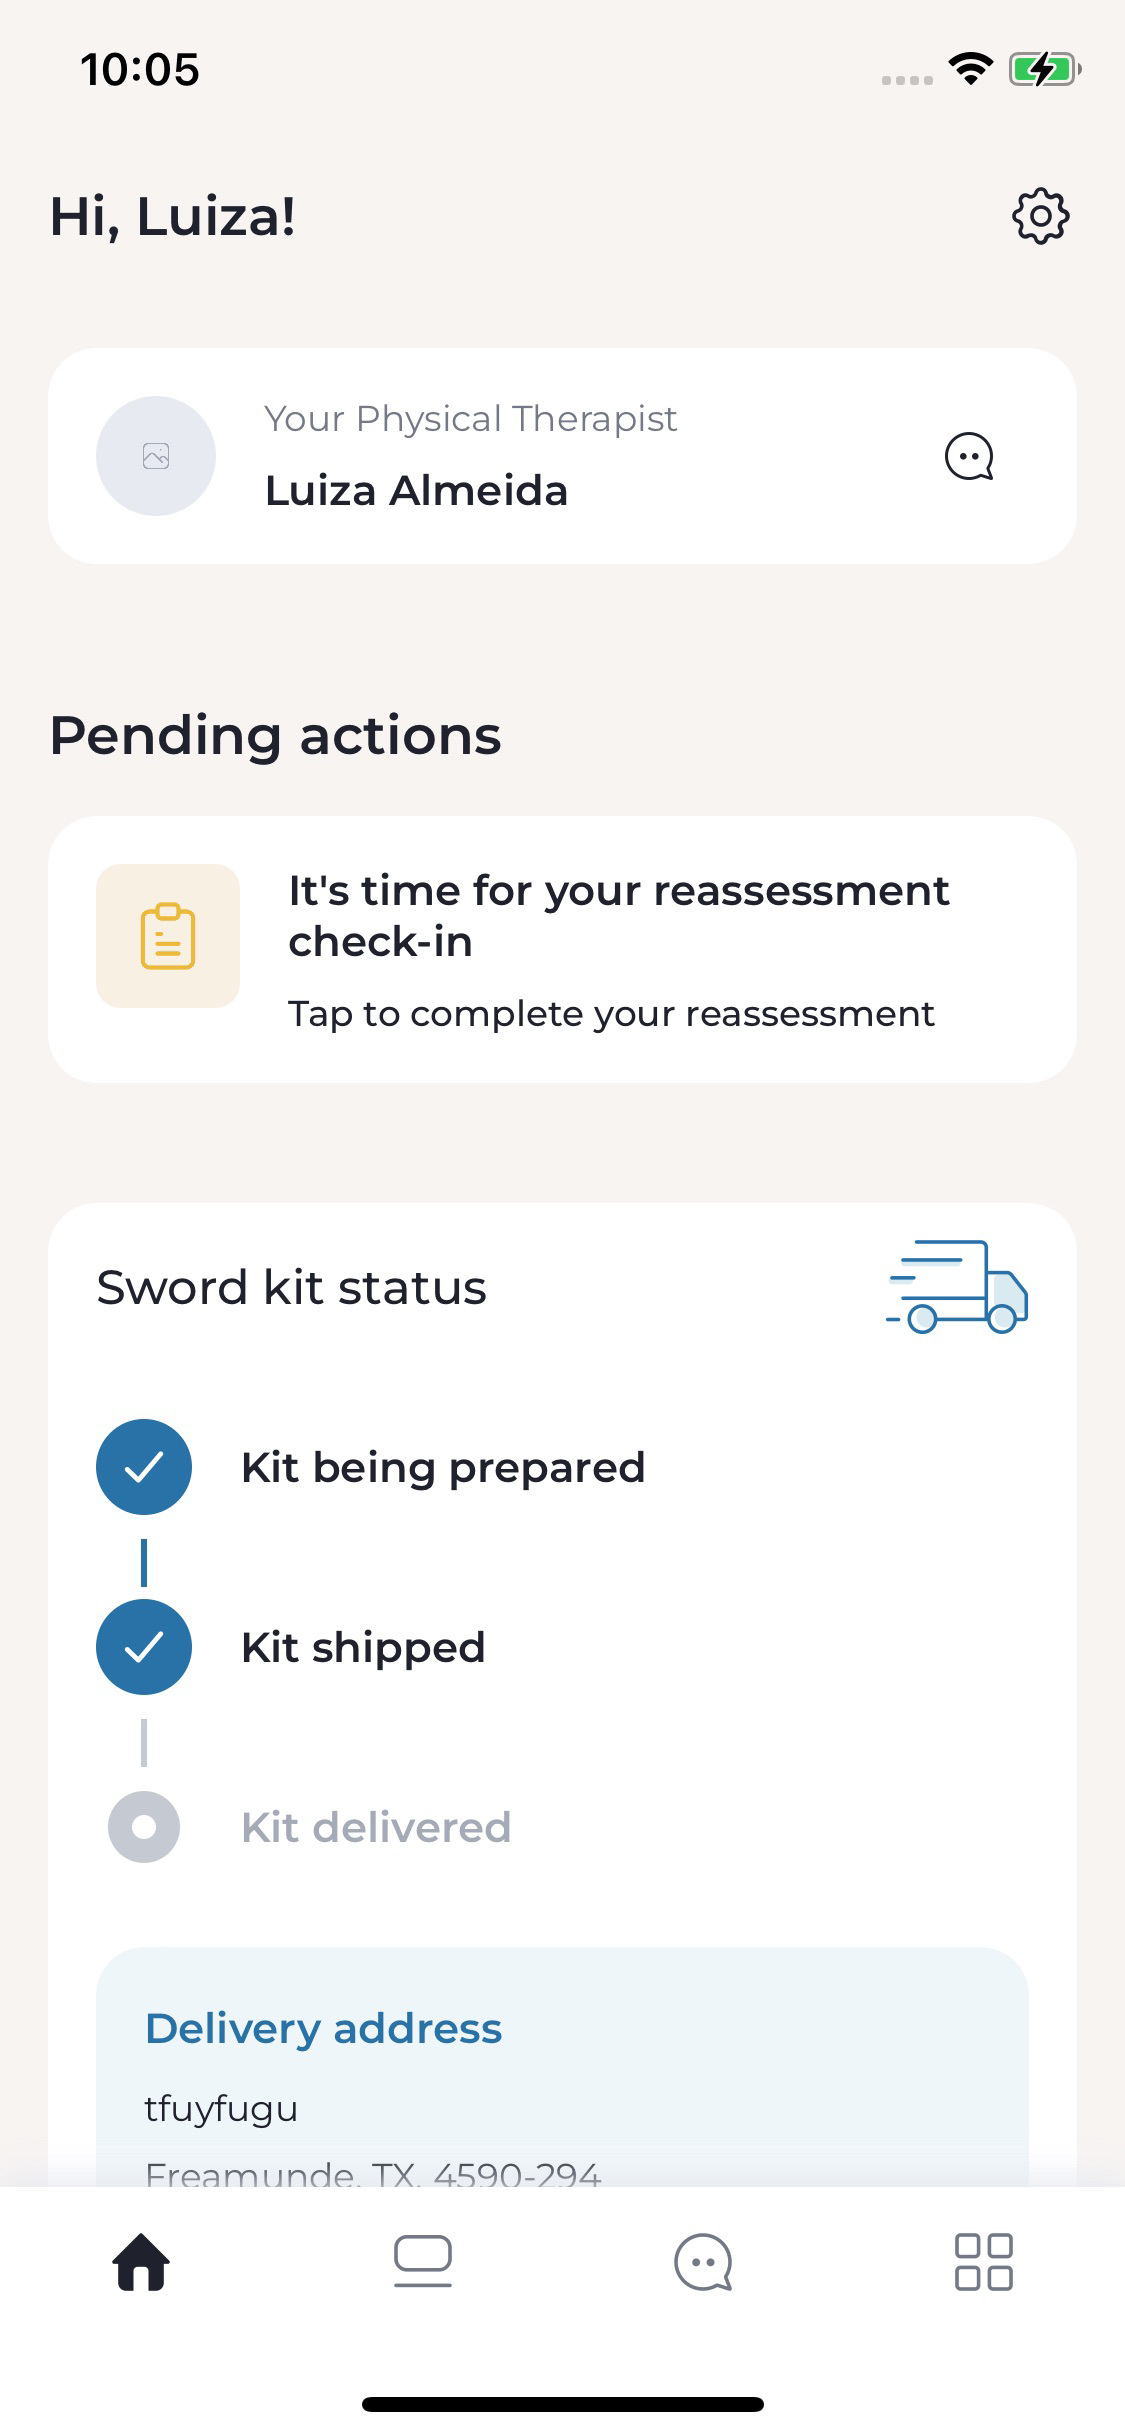 10:05
Hi, Luiza!
Your Physical Therapist
Luiza Almeida
Pending actions
It's time for your reassessment
check-in
Tap to complete your reassessment
Sword kit status
Kit being prepared
Kit shipped
Kit delivered
Delivery address
tfuyfugu
Freamunde, TX, 4590-294